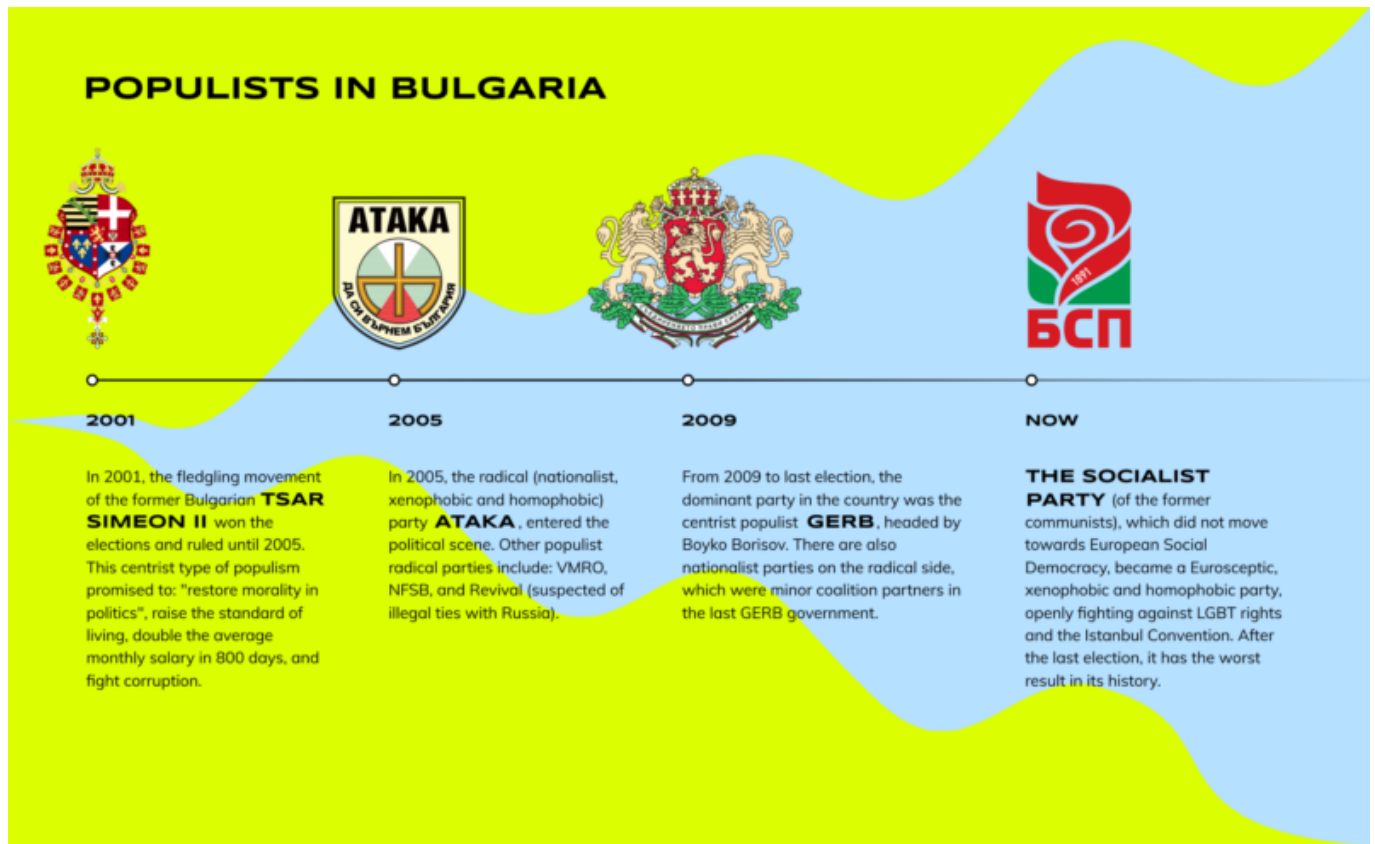 POPULISTS IN BULGARIA
АТАКА
ДА СИ ВЪРНЕМ БЪЛГАРИЯ
СЪЕДИНЕНИЕТО ПРАВИ СИЛАТА
1891
БСП
2001
In 2001, the fledgling movement
of the former Bulgarian TSAR
SIMEON II won the
elections and ruled until 2005.
This centrist type of populism
promised to: "restore morality in
politics", raise the standard of
living, double the average
monthly salary in 800 days, and
fight corruption.
2005
In 2005, the radical (nationalist,
xenophobic and homophobic)
party ATAKA, entered the
political scene. Other populist
radical parties include: VMRO,
NFSB, and Revival (suspected of
illegal ties with Russia).
2009
From 2009 to last election, the
dominant party in the country was the
centrist populist GERB, headed by
Boyko Borisov. There are also
nationalist parties on the radical side,
which were minor coalition partners in
the last GERB government.
NOW
THE SOCIALIST
PARTY (of the former
communists), which did not move
towards European Social
Democracy, became a Eurosceptic,
xenophobic and homophobic party,
openly fighting against LGBT rights
and the Istanbul Convention. After
the last election, it has the worst
result in its history.